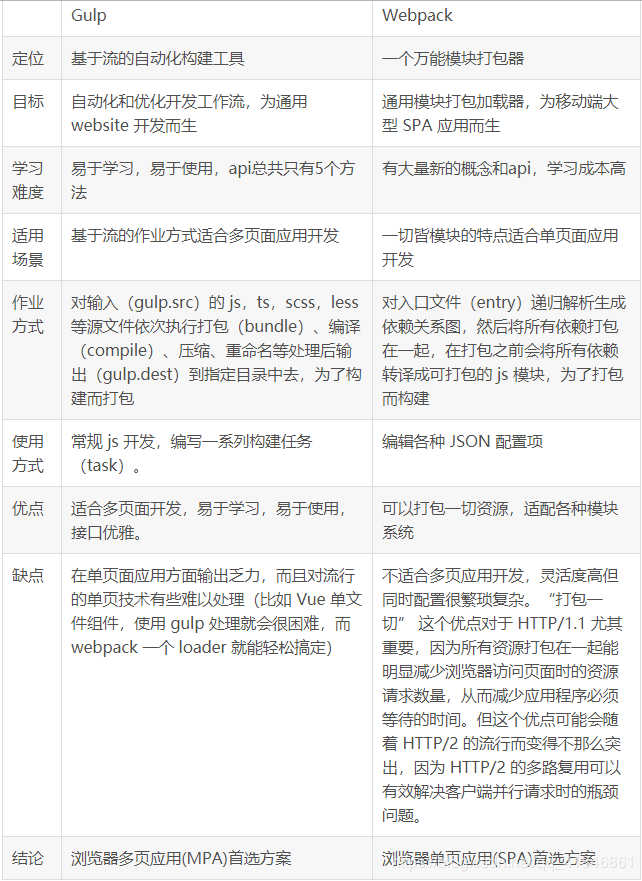 Gulp
Webpack
定位
基于流的自动化构建工具
一个万能模块打包器
目标
自动化和优化开发工作流，为通用
website 开发而生
通用模块打包加载器，为移动端大
型 SPA 应用而生
学习
难度
易于学习，易于使用，api总共只有5个方
法
有大量新的概念和api，学习成本高
适用
场景
基于流的作业方式适合多页面应用开发
一切皆模块的特点适合单页面应用
开发
作业
方式
对输入（gulp.src）的 js，ts，scss，less
等源文件依次执行打包（bundle）、编译
（compile）、压缩、重命名等处理后输
出（gulp.dest）到指定目录中去，为了构
建而打包
对入口文件（entry）递归解析生成
依赖关系图，然后将所有依赖打包
在一起，在打包之前会将所有依赖
转译成可打包的 js 模块，为了打包
而构建
使用
方式
常规 js 开发，编写一系列构建任务
（task）。
编辑各种 JSON 配置项
优点
适合多页面开发，易于学习，易于使用，
接口优雅。
可以打包一切资源，适配各种模块
系统
缺点
在单页面应用方面输出乏力，而且对流行
的单页技术有些难以处理（比如 Vue 单文
件组件，使用 gulp 处理就会很困难，而
webpack 一个 loader 就能轻松搞定）
不适合多页应用开发，灵活度高但
同时配置很繁琐复杂。“打包一
切” 这个优点对于 HTTP/1.1 尤其
重要，因为所有资源打包在一起能
明显减少浏览器访问页面时的资源
请求数量，从而减少应用程序必须
等待的时间。但这个优点可能会随
着 HTTP/2 的流行而变得不那么突
出，因为 HTTP/2 的多路复用可以
有效解决客户端并行请求时的瓶颈
问题。
结论
浏览器多页应用(MPA)首选方案
浏览器单页应用(SPA)首选方案